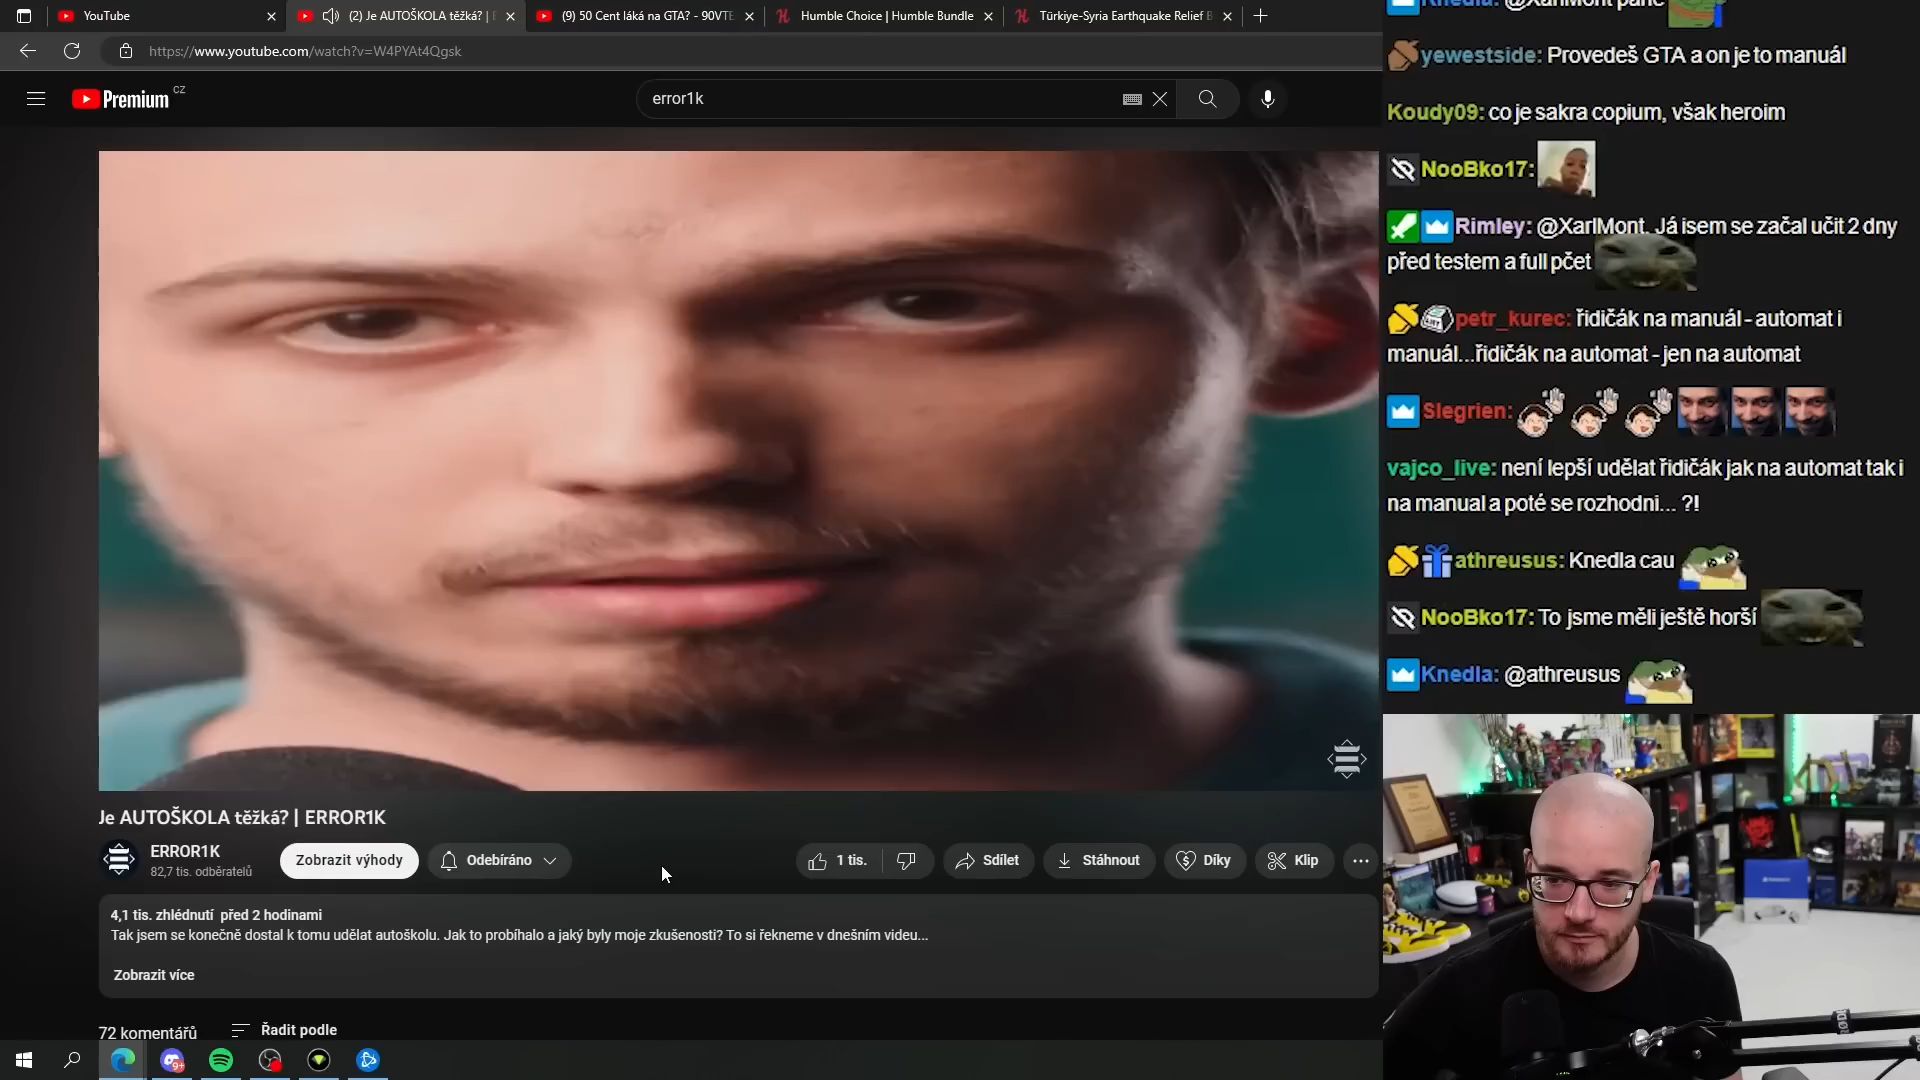 YouTube
(2) Je AUTOŠKOLA těžká? | E
(9) 50 Cent láká na GTA? - 90VTE
Humble Choice | Humble Bundle
Türkiye-Syria Earthquake Relief B
https://www.youtube.com/watch?v=W4PYAt4Qgsk
Premium CZ
error1k
Je AUTOŠKOLA těžká? | ERROR1K
ERROR1K
82,7 tis. odběratelů
Zobrazit výhody
Odebíráno
1 tis.
Sdílet
Stáhnout
Díky
Klip
4,1 tis. zhlédnutí před 2 hodinami
Tak jsem se konečně dostal k tomu udělat autoškolu. Jak to probíhalo a jaký byly moje zkušenosti? To si řekneme v dnešním videu...
Zobrazit více
72 komentářů
Řadit podle
9+
Knedla: @XarlMont pane
yewestside: Provedeš GTA a on je to manuál
Koudy09: co je sakra copium, však heroim
NooBko17:
Rimley: @XarlMont. Já jsem se začal učit 2 dny
před testem a full pčet
petr_kurec: řidičák na manuál - automat i
manuál...řidičák na automat - jen na automat
Slegrien:
vajco_live: není lepší udělat řidičák jak na automat tak i
na manual a poté se rozhodni... ?!
athreusus: Knedla cau
NooBko17: To jsme měli ještě horší
Knedla: @athreusus
RØDE